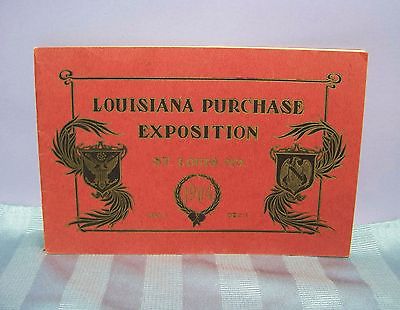 LOUISIANA PURCHASE
EXPOSITION
ST. LOUIS, MO.
1904